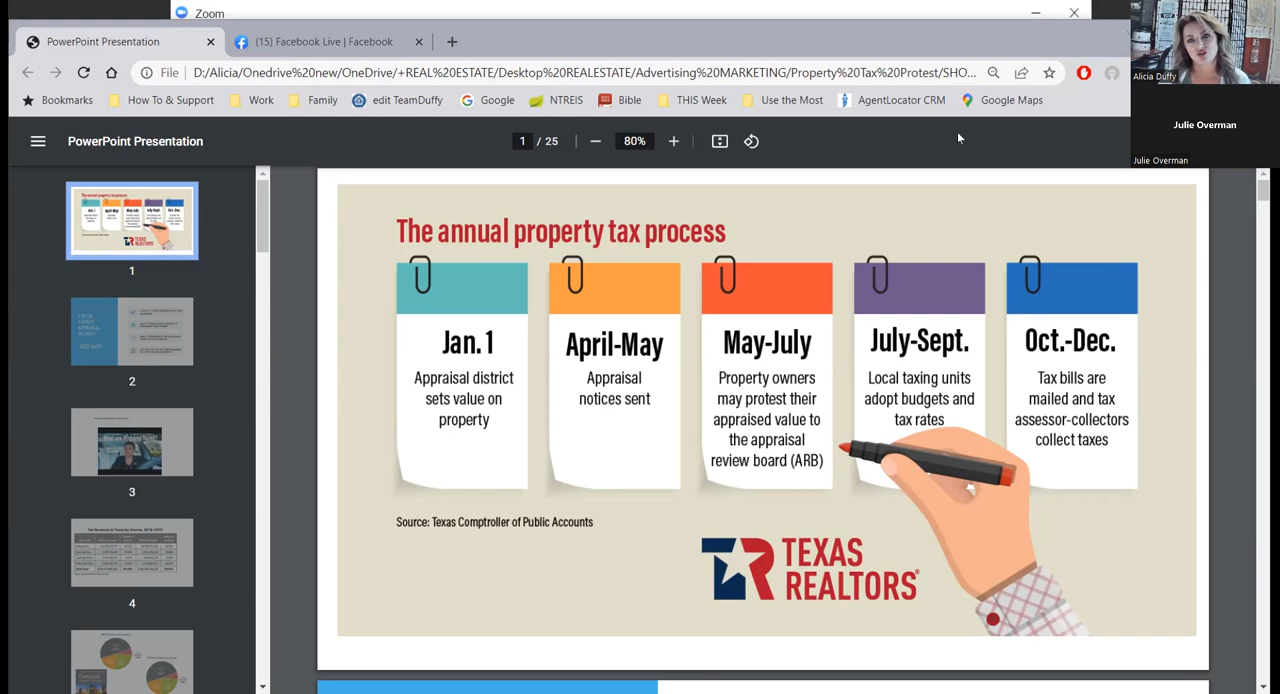 Zoom
PowerPoint Presentation
(15) Facebook Live | Facebook
File
D:/Alicia/Onedrive%20new/OneDrive/+REAL%20ESTATE/Desktop%20REALESTATE/Advertising%20MARKETING/Property%20Tax%20Protest/SHO...
Alicia Duffy
Bookmarks
How To & Support
Work
Family
edit TeamDuffy
Google
NTREIS
Bible
THIS Week
Use the Most
AgentLocator CRM
Google Maps
Julie Overman
Julie Overman
PowerPoint Presentation
1 / 25
80%
1
2
3
4
The annual property tax process
Jan. 1
Appraisal district
sets value on
property
April-May
Appraisal
notices sent
May-July
Property owners
may protest their
appraised value to
the appraisal
review board (ARB)
July-Sept.
Local taxing units
adopt budgets and
tax rates
Oct.-Dec.
Tax bills are
mailed and tax
assessor-collectors
collect taxes
Source: Texas Comptroller of Public Accounts
TEXAS
REALTORS®